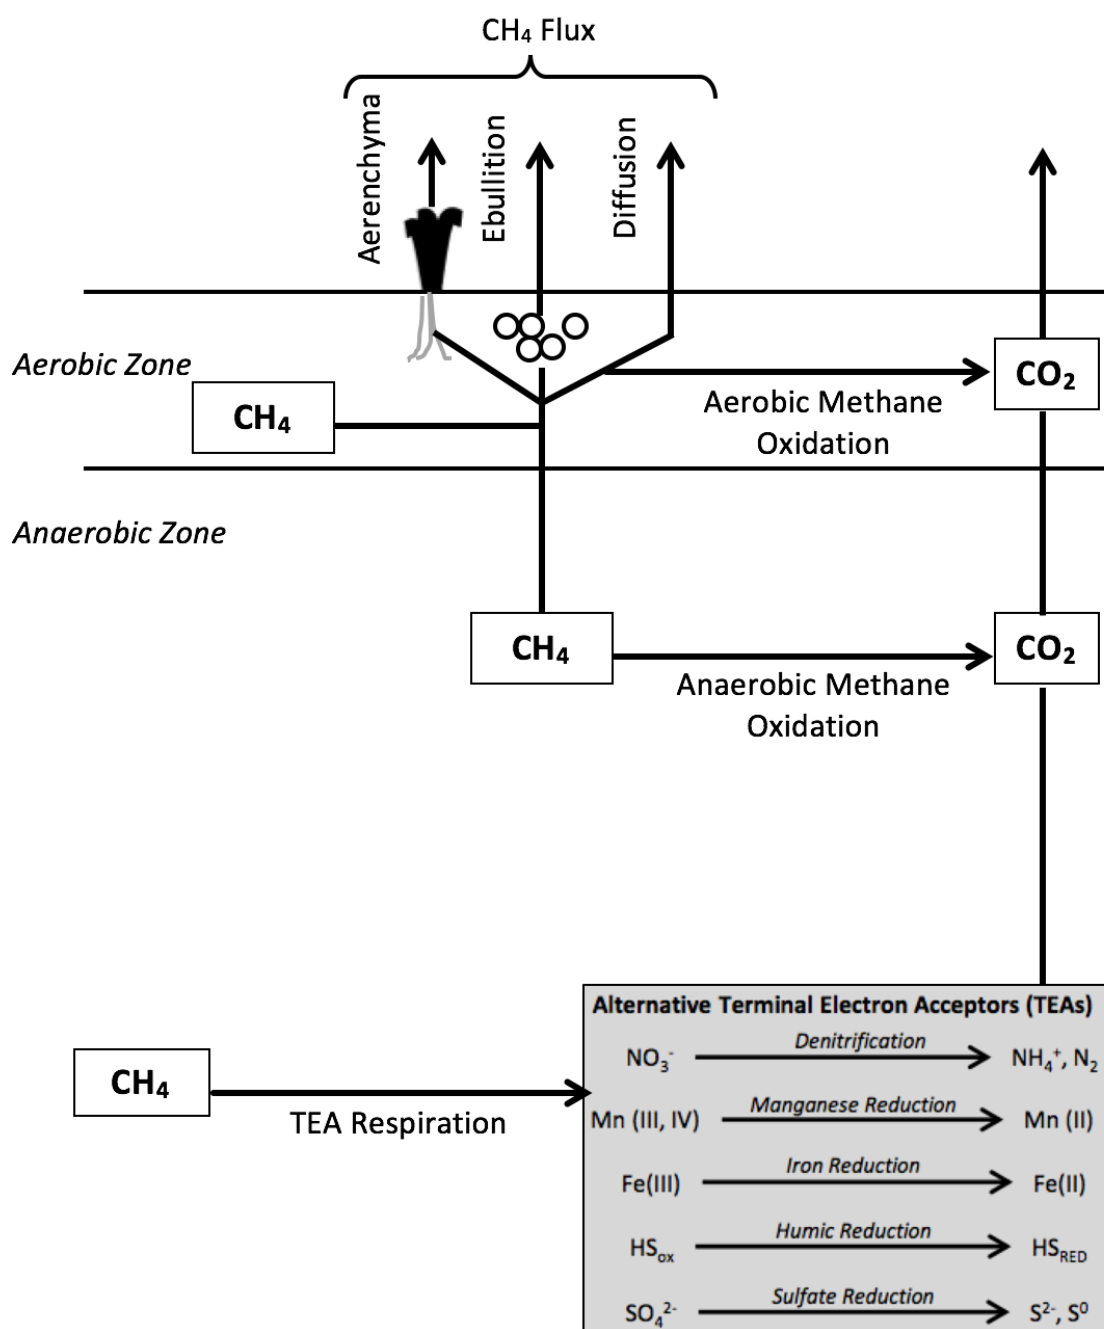 CH₄ Flux
Aerenchyma
Ebullition
Diffusion
Aerobic Zone
CH₄
CO₂
Aerobic Methane
Oxidation
Anaerobic Zone
CH₄
CO₂
Anaerobic Methane
Oxidation
Alternative Terminal Electron Acceptors (TEAs)
CH₄
TEA Respiration
NO₃⁻ Denitrification NH₄⁺, N₂
Mn (III, IV) Manganese Reduction Mn (II)
Fe(III) Iron Reduction Fe(II)
HSₒₓ Humic Reduction HS_RED
SO₄²⁻ Sulfate Reduction S²⁻, S⁰